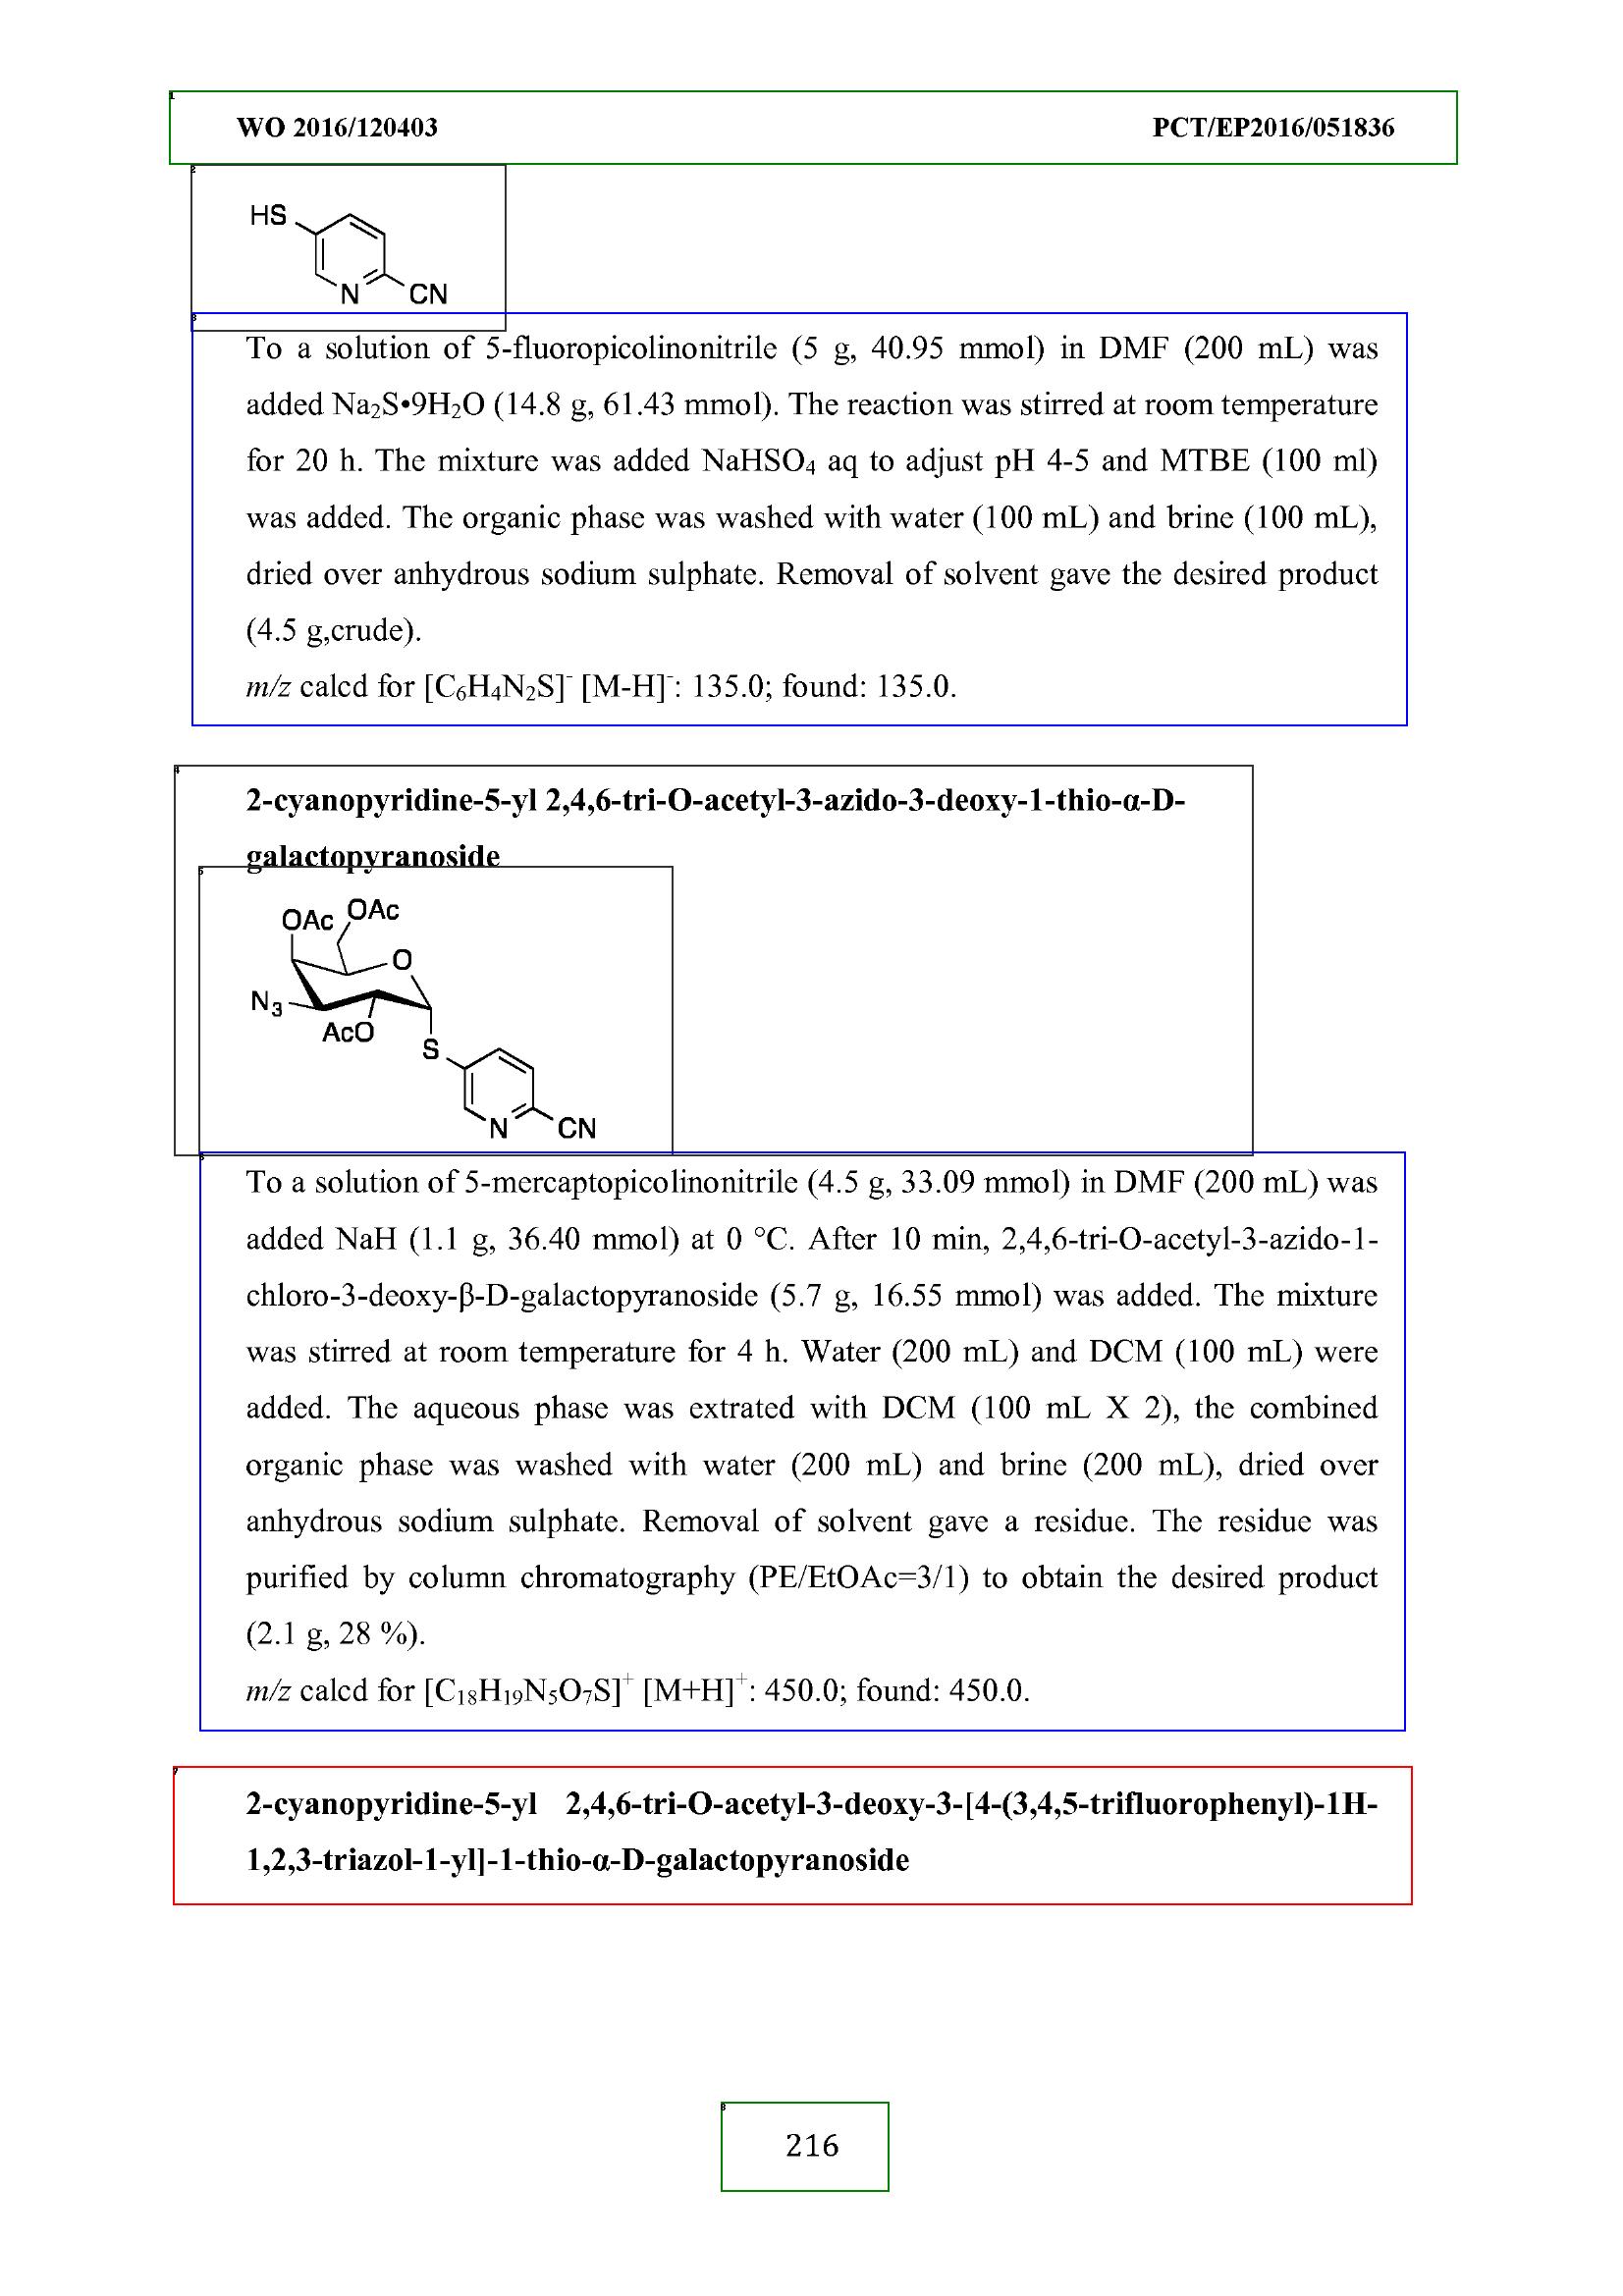 WO 2016/120403 PCT/EP2016/051836
HS
N
CN
To a solution of 5-fluoropicolinonitrile (5 g, 40.95 mmol) in DMF (200 mL) was
added Na₂S•9H₂O (14.8 g, 61.43 mmol). The reaction was stirred at room temperature
for 20 h. The mixture was added NaHSO₄ aq to adjust pH 4-5 and MTBE (100 ml)
was added. The organic phase was washed with water (100 mL) and brine (100 mL),
dried over anhydrous sodium sulphate. Removal of solvent gave the desired product
(4.5 g,crude).
m/z calcd for [C₆H₄N₂S]⁻ [M-H]⁻: 135.0; found: 135.0.
2-cyanopyridine-5-yl 2,4,6-tri-O-acetyl-3-azido-3-deoxy-1-thio-α-D-
galactopyranoside
OAc
OAc
O
N₃
AcO
S
N
CN
To a solution of 5-mercaptopicolinonitrile (4.5 g, 33.09 mmol) in DMF (200 mL) was
added NaH (1.1 g, 36.40 mmol) at 0 °C. After 10 min, 2,4,6-tri-O-acetyl-3-azido-1-
chloro-3-deoxy-β-D-galactopyranoside (5.7 g, 16.55 mmol) was added. The mixture
was stirred at room temperature for 4 h. Water (200 mL) and DCM (100 mL) were
added. The aqueous phase was extrated with DCM (100 mL X 2), the combined
organic phase was washed with water (200 mL) and brine (200 mL), dried over
anhydrous sodium sulphate. Removal of solvent gave a residue. The residue was
purified by column chromatography (PE/EtOAc=3/1) to obtain the desired product
(2.1 g, 28 %).
m/z calcd for [C₁₈H₁₉N₅O₇S]⁺ [M+H]⁺: 450.0; found: 450.0.
2-cyanopyridine-5-yl 2,4,6-tri-O-acetyl-3-deoxy-3-[4-(3,4,5-trifluorophenyl)-1H-
1,2,3-triazol-1-yl]-1-thio-α-D-galactopyranoside
216